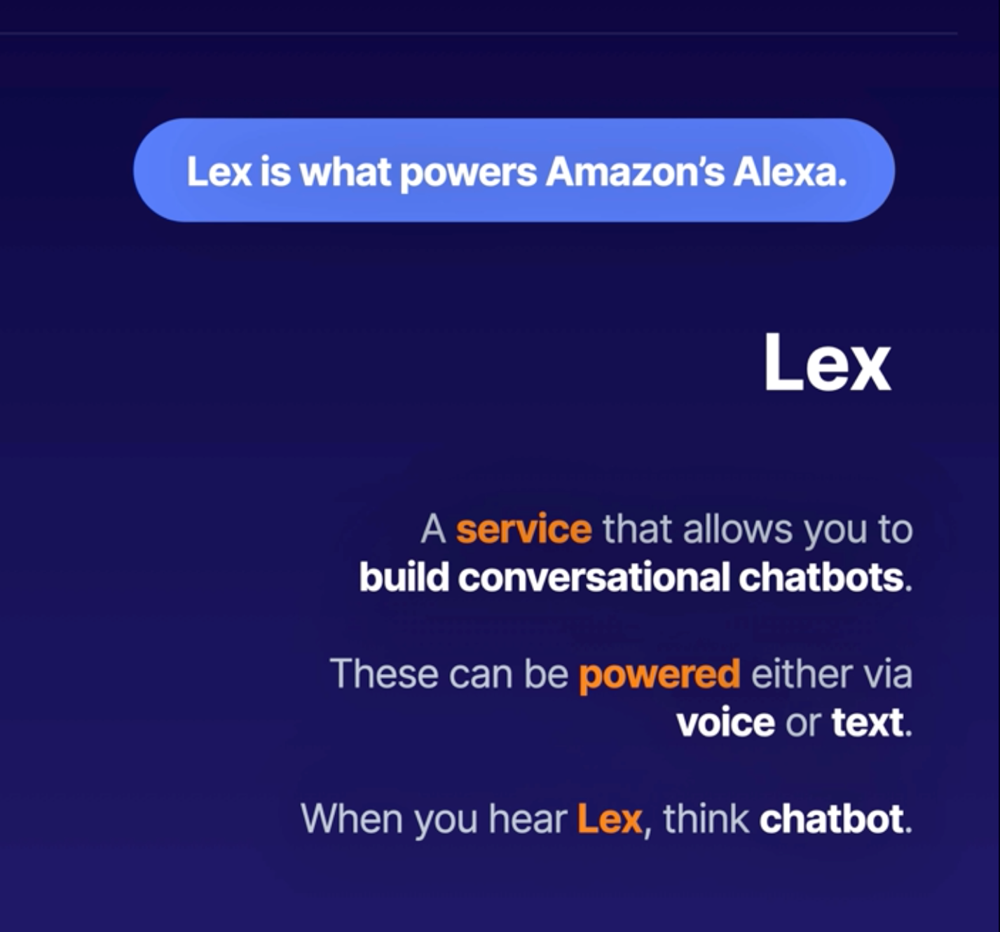 Lex is what powers Amazon’s Alexa.
Lex
A service that allows you to
build conversational chatbots.
These can be powered either via
voice or text.
When you hear Lex, think chatbot.